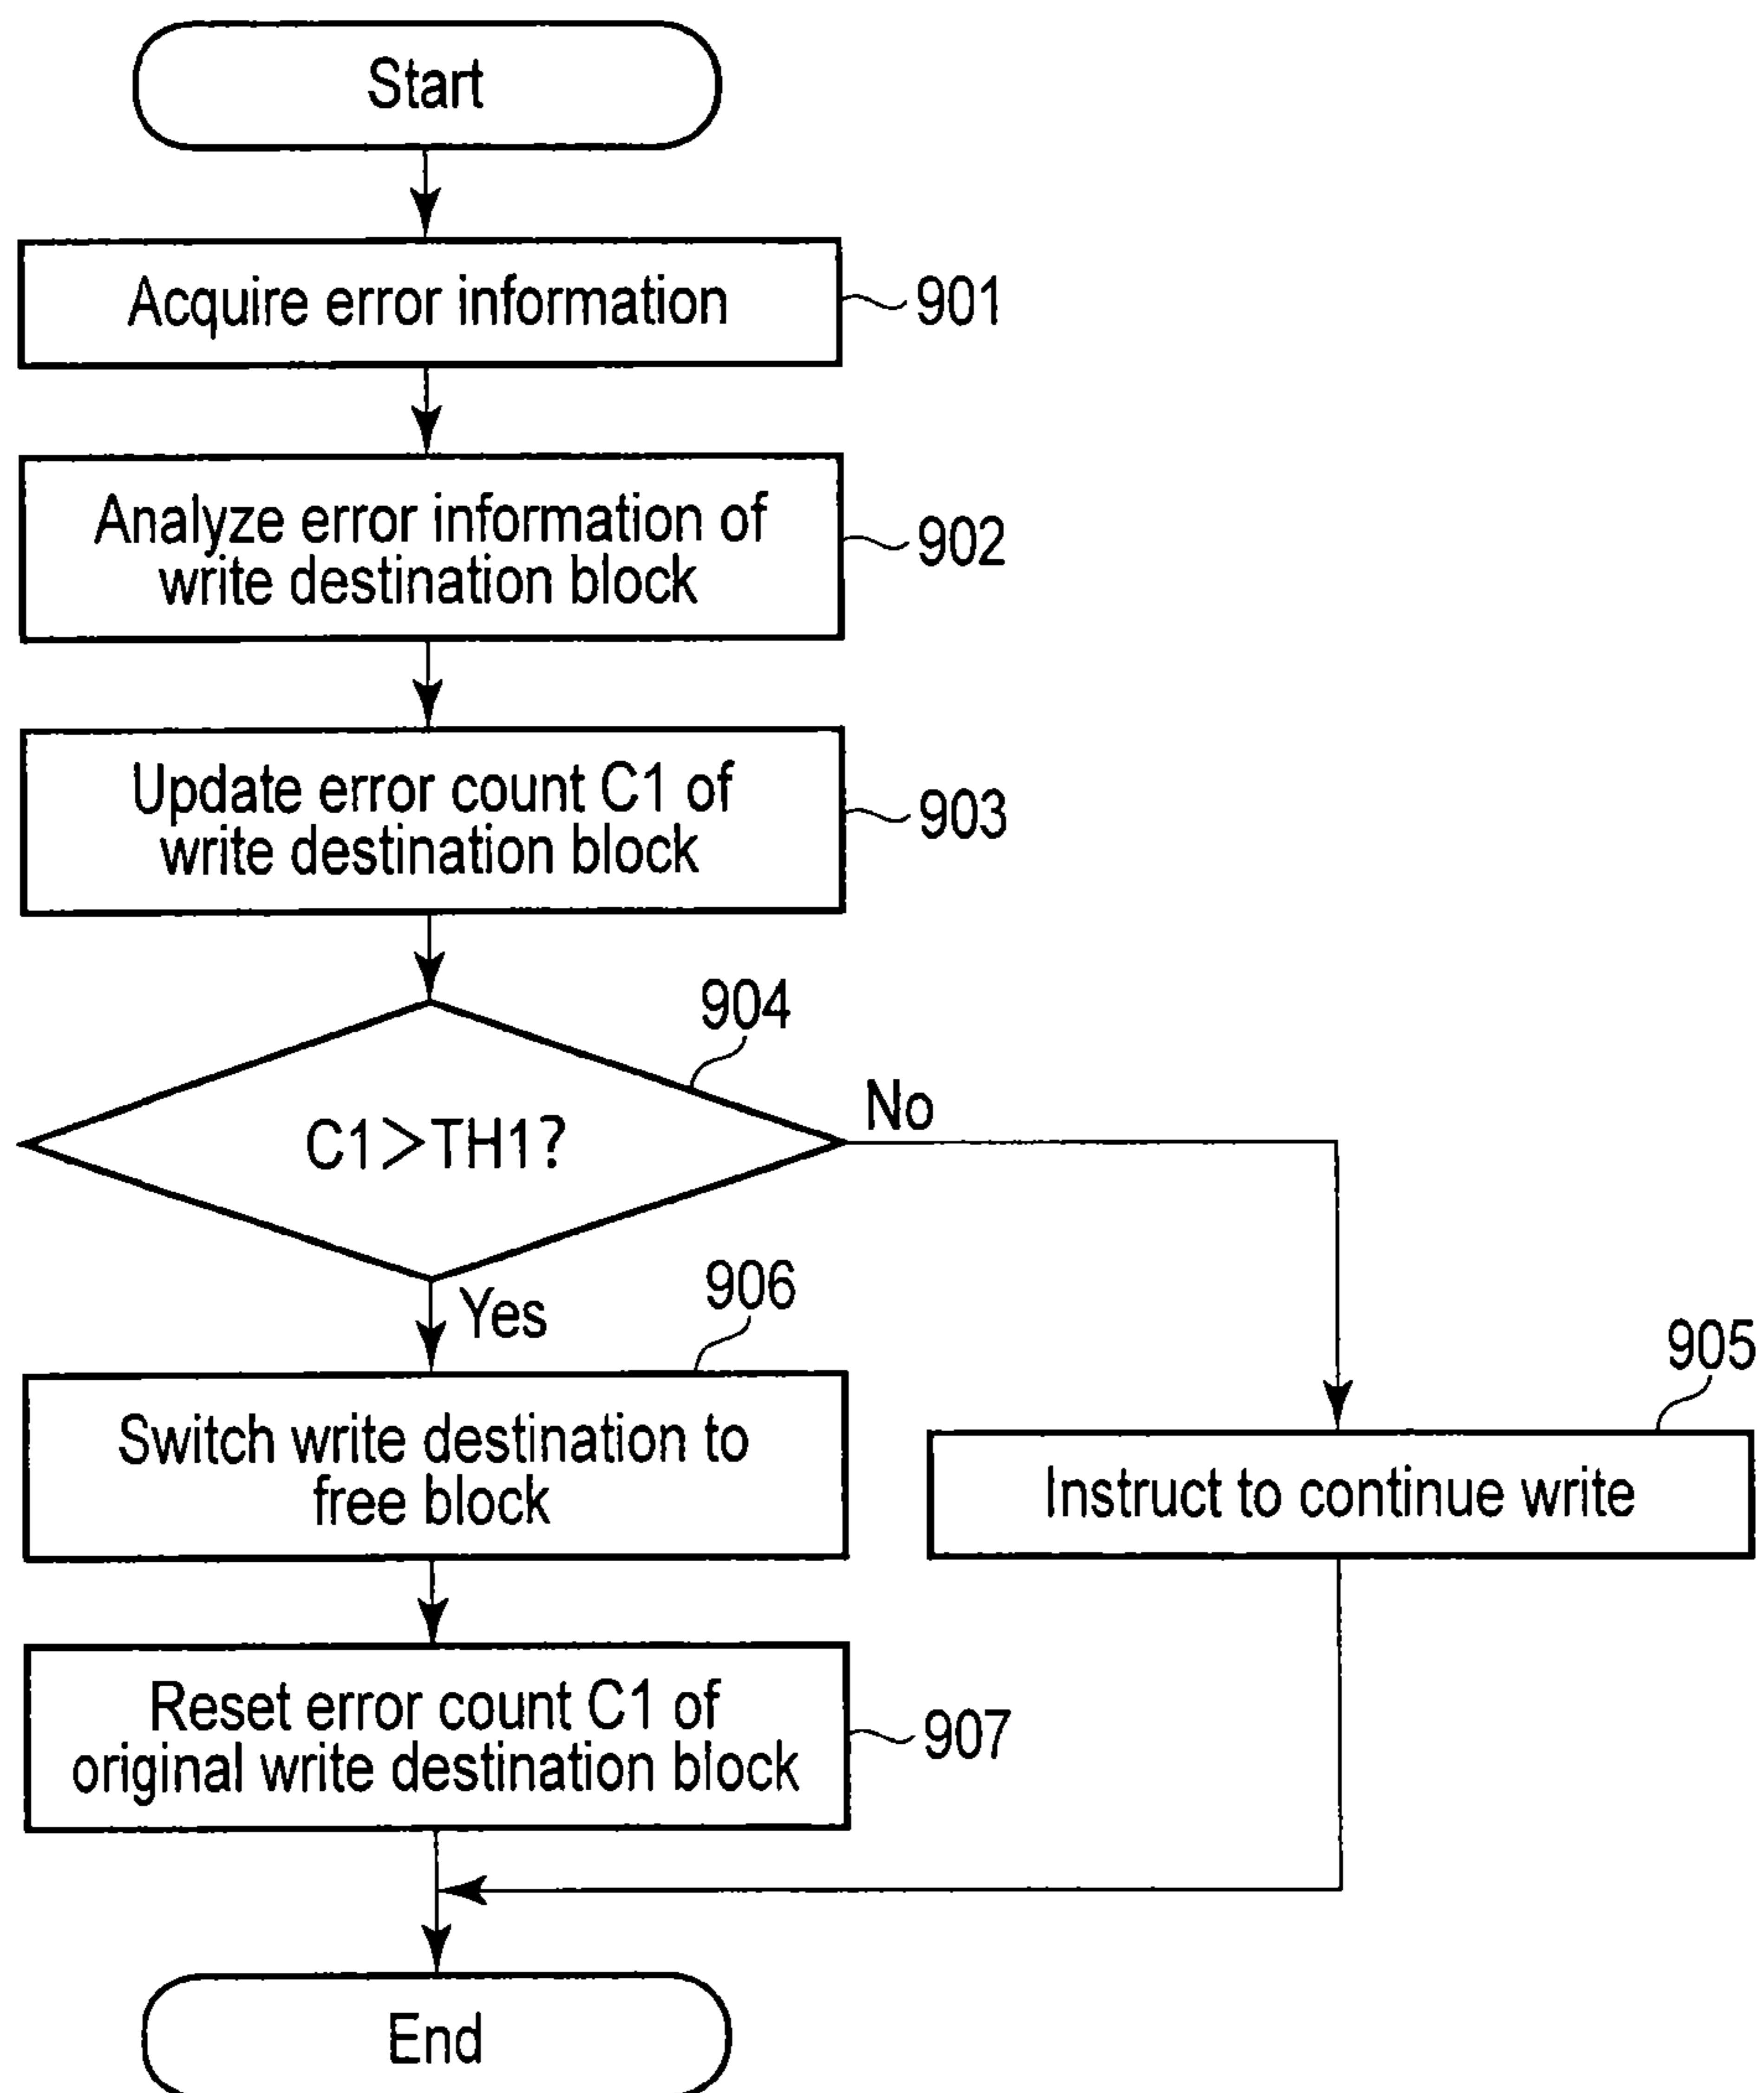 Start
Acquire error information
901
Analyze error information of
write destination block
902
Update error count C1 of
write destination block
903
904
C1>TH1?
No
Yes
906
905
Switch write destination to
free block
Instruct to continue write
Reset error count C1 of
original write destination block
907
End